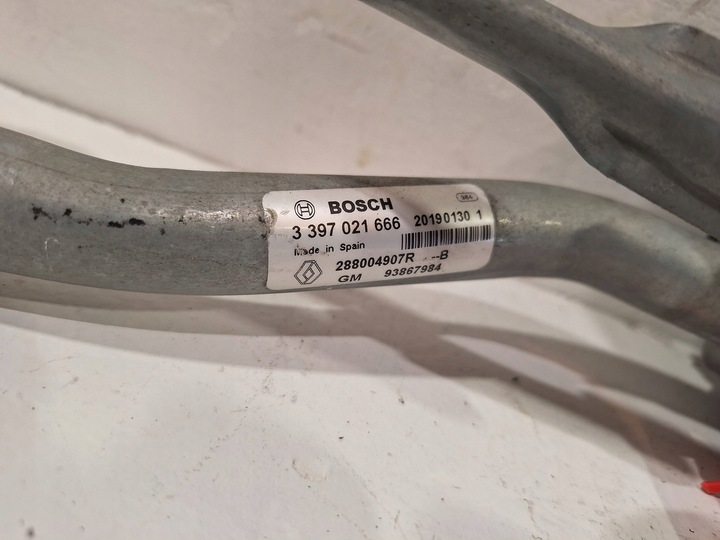 BOSCH
3 397 021 666 20190130 1
Made in Spain
288004907R --B
GM 93867984